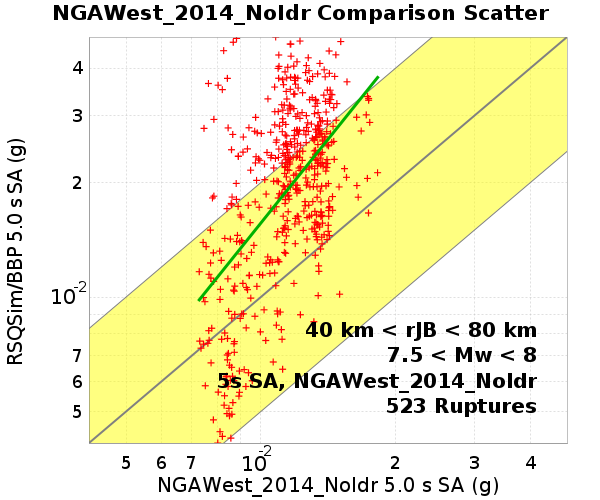 NGAWest_2014_NoIdr Comparison Scatter
RSQSim/BBP 5.0 s SA (g)
4
3
2
10-2
7
6
5
40 km < rJB < 80 km
7.5 < Mw < 8
5s SA, NGAWest_2014_NoIdr
523 Ruptures
5 6 7 10-2 2 3 4
NGAWest_2014_NoIdr 5.0 s SA (g)